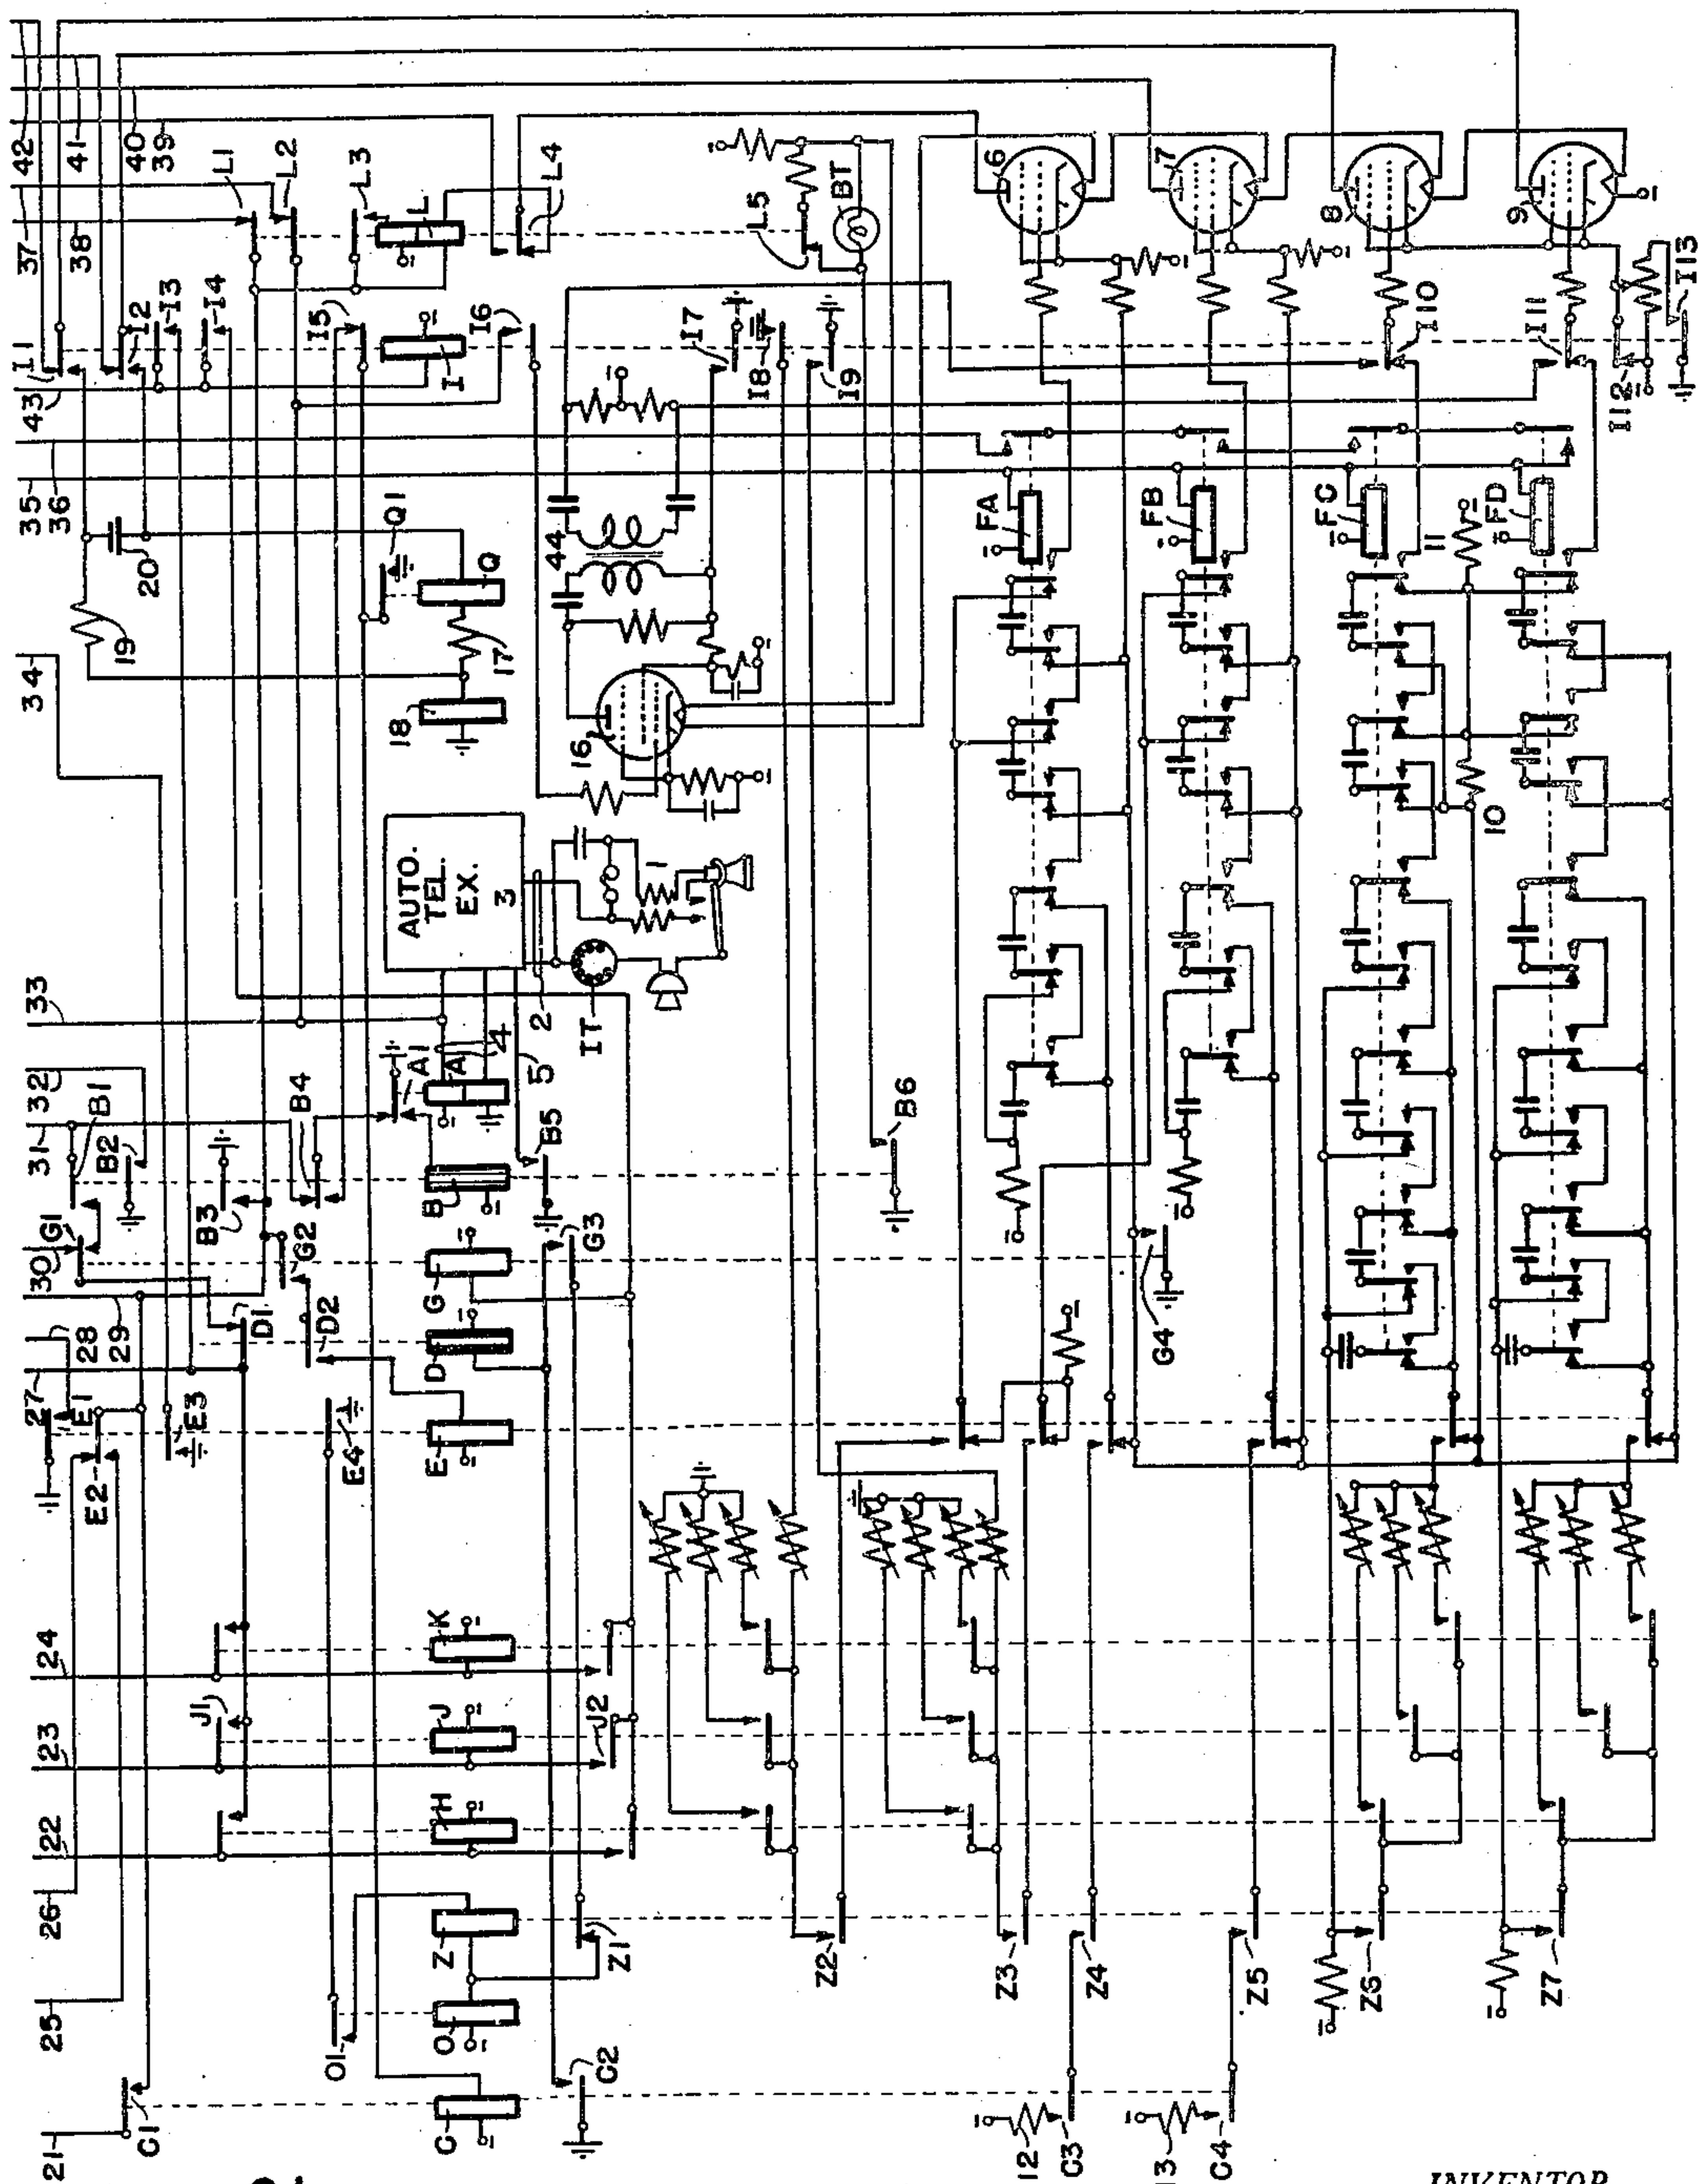 42
41
40
39
37
38
43
35
36
34
33
32
31
30
29
28
27
26
25
24
23
22
21
L1
L2
L3
L
L4
L5
BT
I1
I2
I3
I4
I5
I
I6
I7
I8
I9
I10
I11
I12
I13
6
7
8
9
20
19
Q1
Q
17
18
44
16
FA
FB
FC
FD
11
10
AUTO.
TEL.
EX.
3
1
2
IT
4
5
A1
A
B1
B2
B3
B4
B
B5
B6
G1
G2
G
G3
G4
D1
D2
D
E1
E2
E3
E4
E
K
J1
J
J2
H
Z
Z1
Z2
Z3
Z4
Z5
Z6
Z7
O1
O
C1
C
C2
12
C3
13
C4
INVENTOR